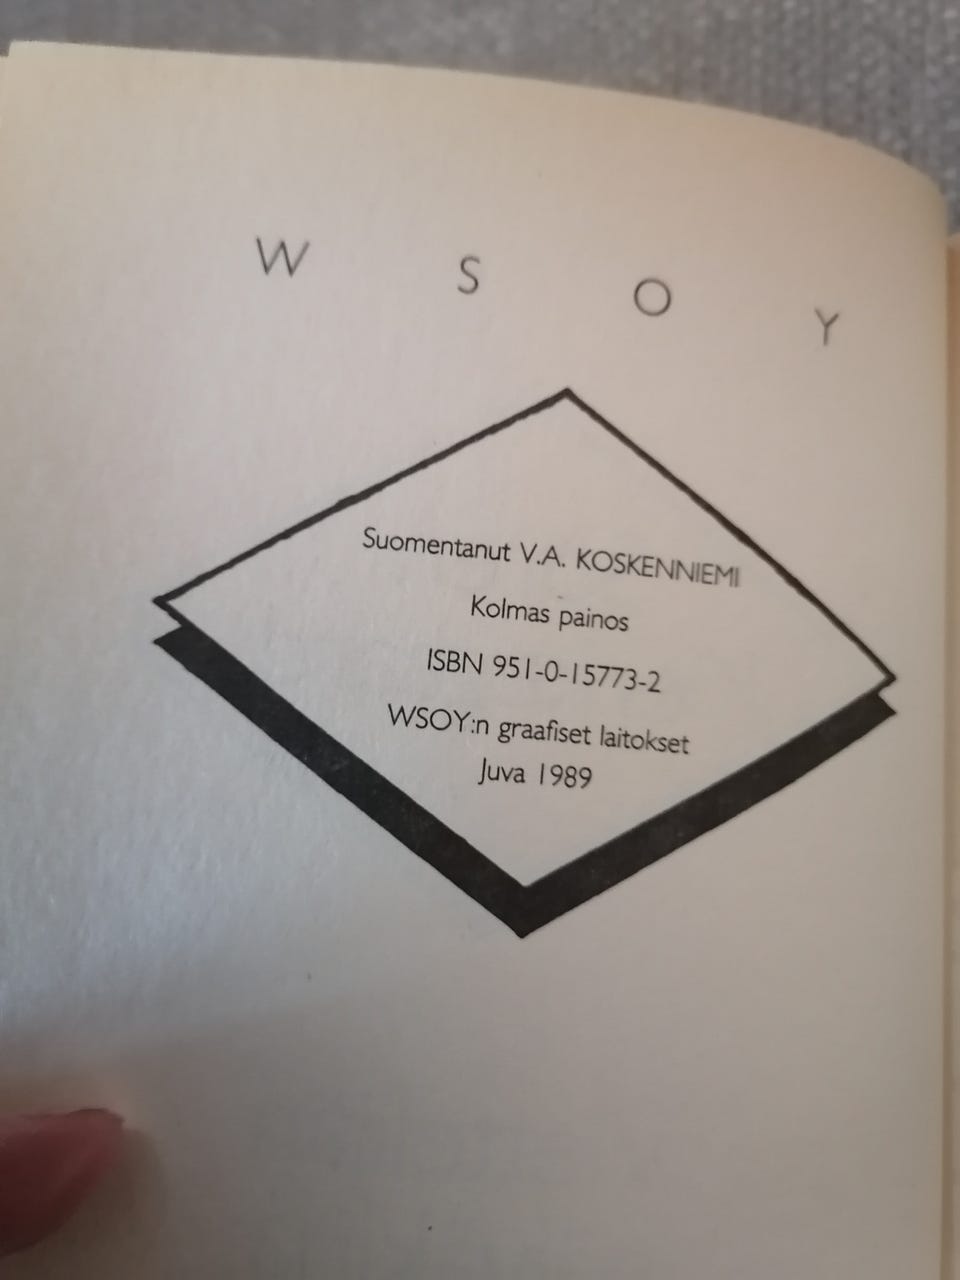 W S O Y
Suomentanut V.A. KOSKENNIEMI
Kolmas painos
ISBN 951-0-15773-2
WSOY:n graafiset laitokset
Juva 1989